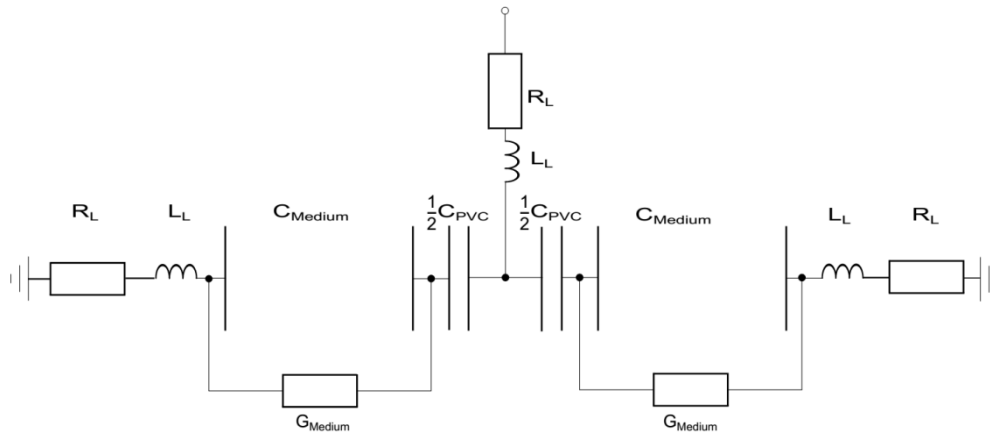 R_L
L_L
R_L
L_L
C_Medium
½C_PVC
½C_PVC
C_Medium
L_L
R_L
G_Medium
G_Medium